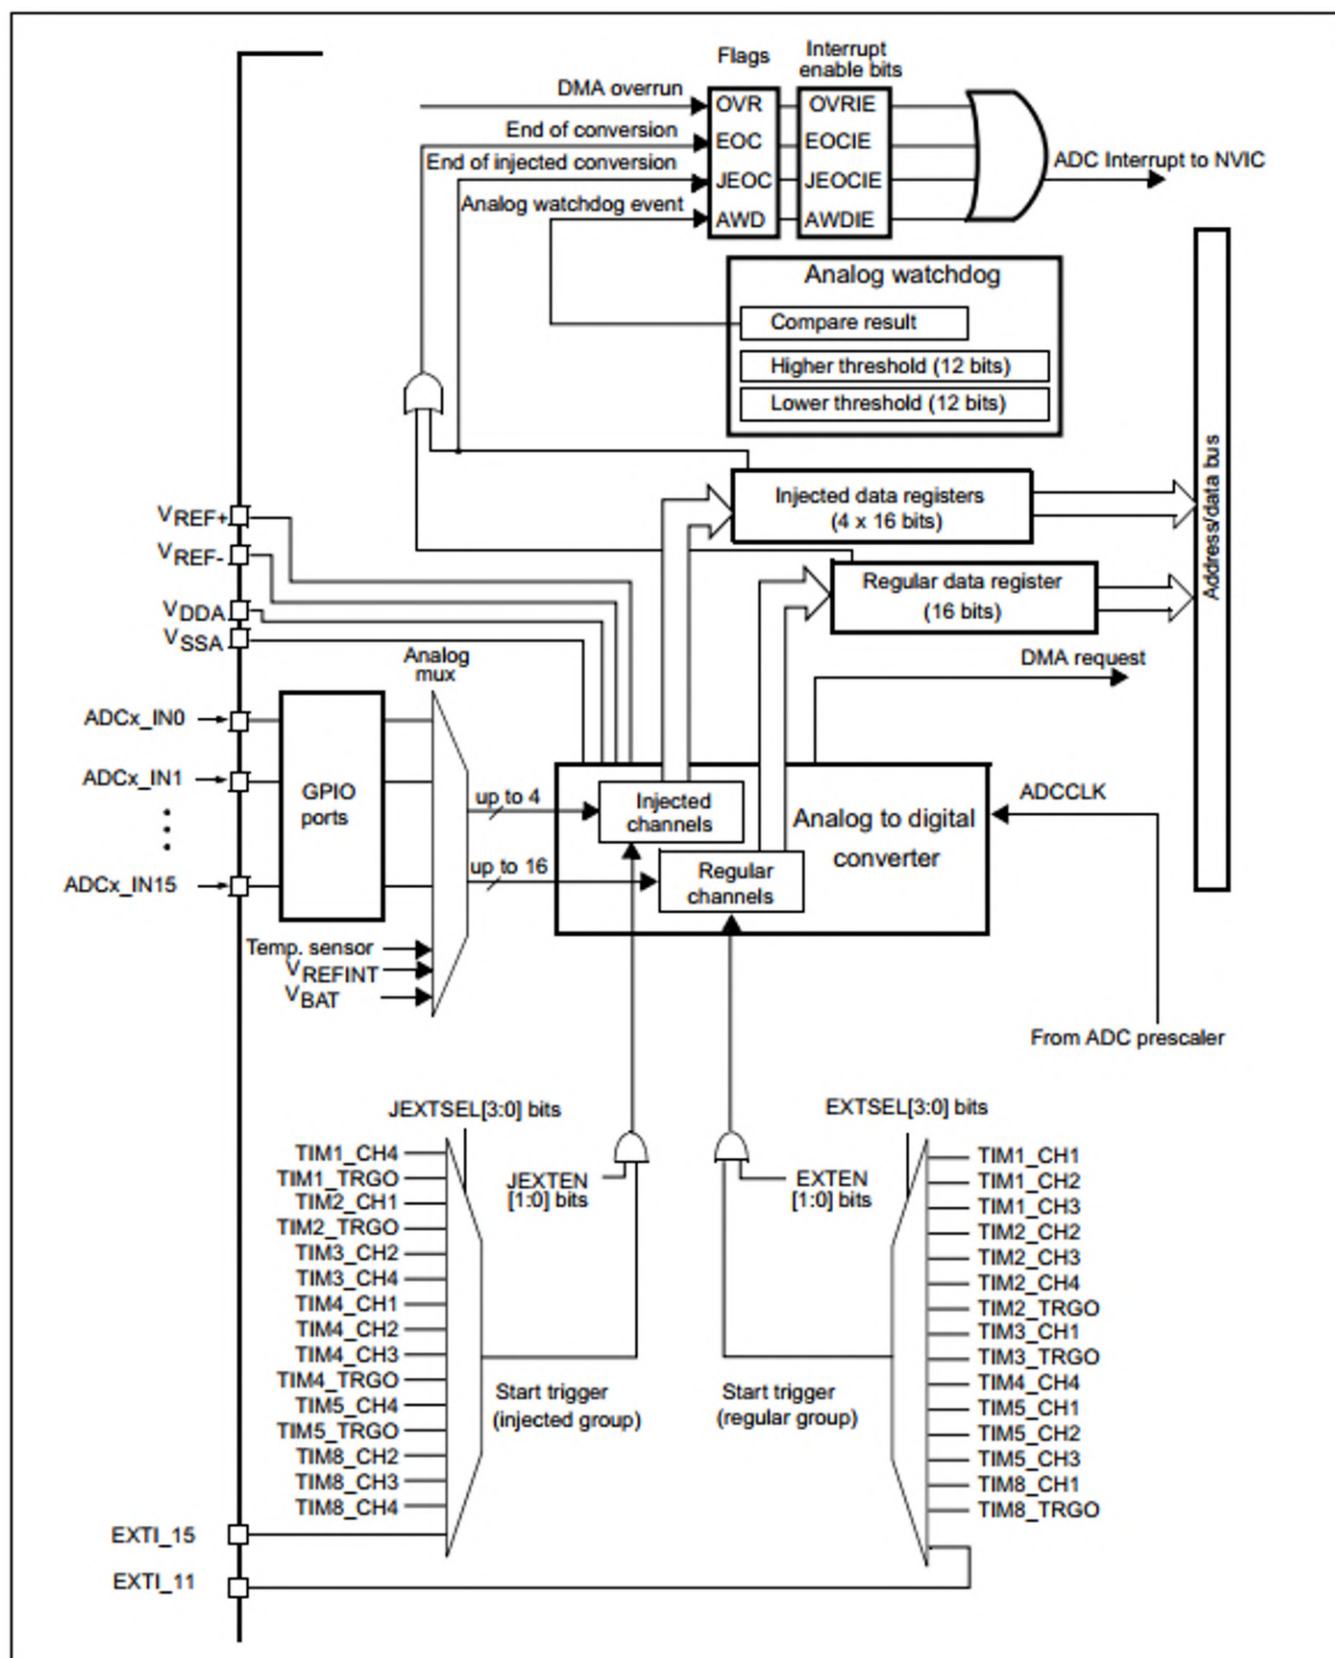 Flags
Interrupt
enable bits
DMA overrun
OVR
OVRIE
End of conversion
EOC
EOCIE
End of injected conversion
JEOC
JEOCIE
ADC Interrupt to NVIC
Analog watchdog event
AWD
AWDIE
Analog watchdog
Compare result
Higher threshold (12 bits)
Lower threshold (12 bits)
Address/data bus
Injected data registers
(4 x 16 bits)
VREF+
VREF-
VDDA
VSSA
Regular data register
(16 bits)
DMA request
Analog
mux
ADCx_IN0
ADCx_IN1
ADCx_IN15
GPIO
ports
up to 4
up to 16
Injected
channels
Regular
channels
Analog to digital
converter
ADCCLK
Temp. sensor
VREFINT
VBAT
From ADC prescaler
JEXTSEL[3:0] bits
EXTSEL[3:0] bits
TIM1_CH4
TIM1_TRGO
TIM2_CH1
TIM2_TRGO
TIM3_CH2
TIM3_CH4
TIM4_CH1
TIM4_CH2
TIM4_CH3
TIM4_TRGO
TIM5_CH4
TIM5_TRGO
TIM8_CH2
TIM8_CH3
TIM8_CH4
JEXTEN
[1:0] bits
EXTEN
[1:0] bits
Start trigger
(injected group)
Start trigger
(regular group)
TIM1_CH1
TIM1_CH2
TIM1_CH3
TIM2_CH2
TIM2_CH3
TIM2_CH4
TIM2_TRGO
TIM3_CH1
TIM3_TRGO
TIM4_CH4
TIM5_CH1
TIM5_CH2
TIM5_CH3
TIM8_CH1
TIM8_TRGO
EXTI_15
EXTI_11